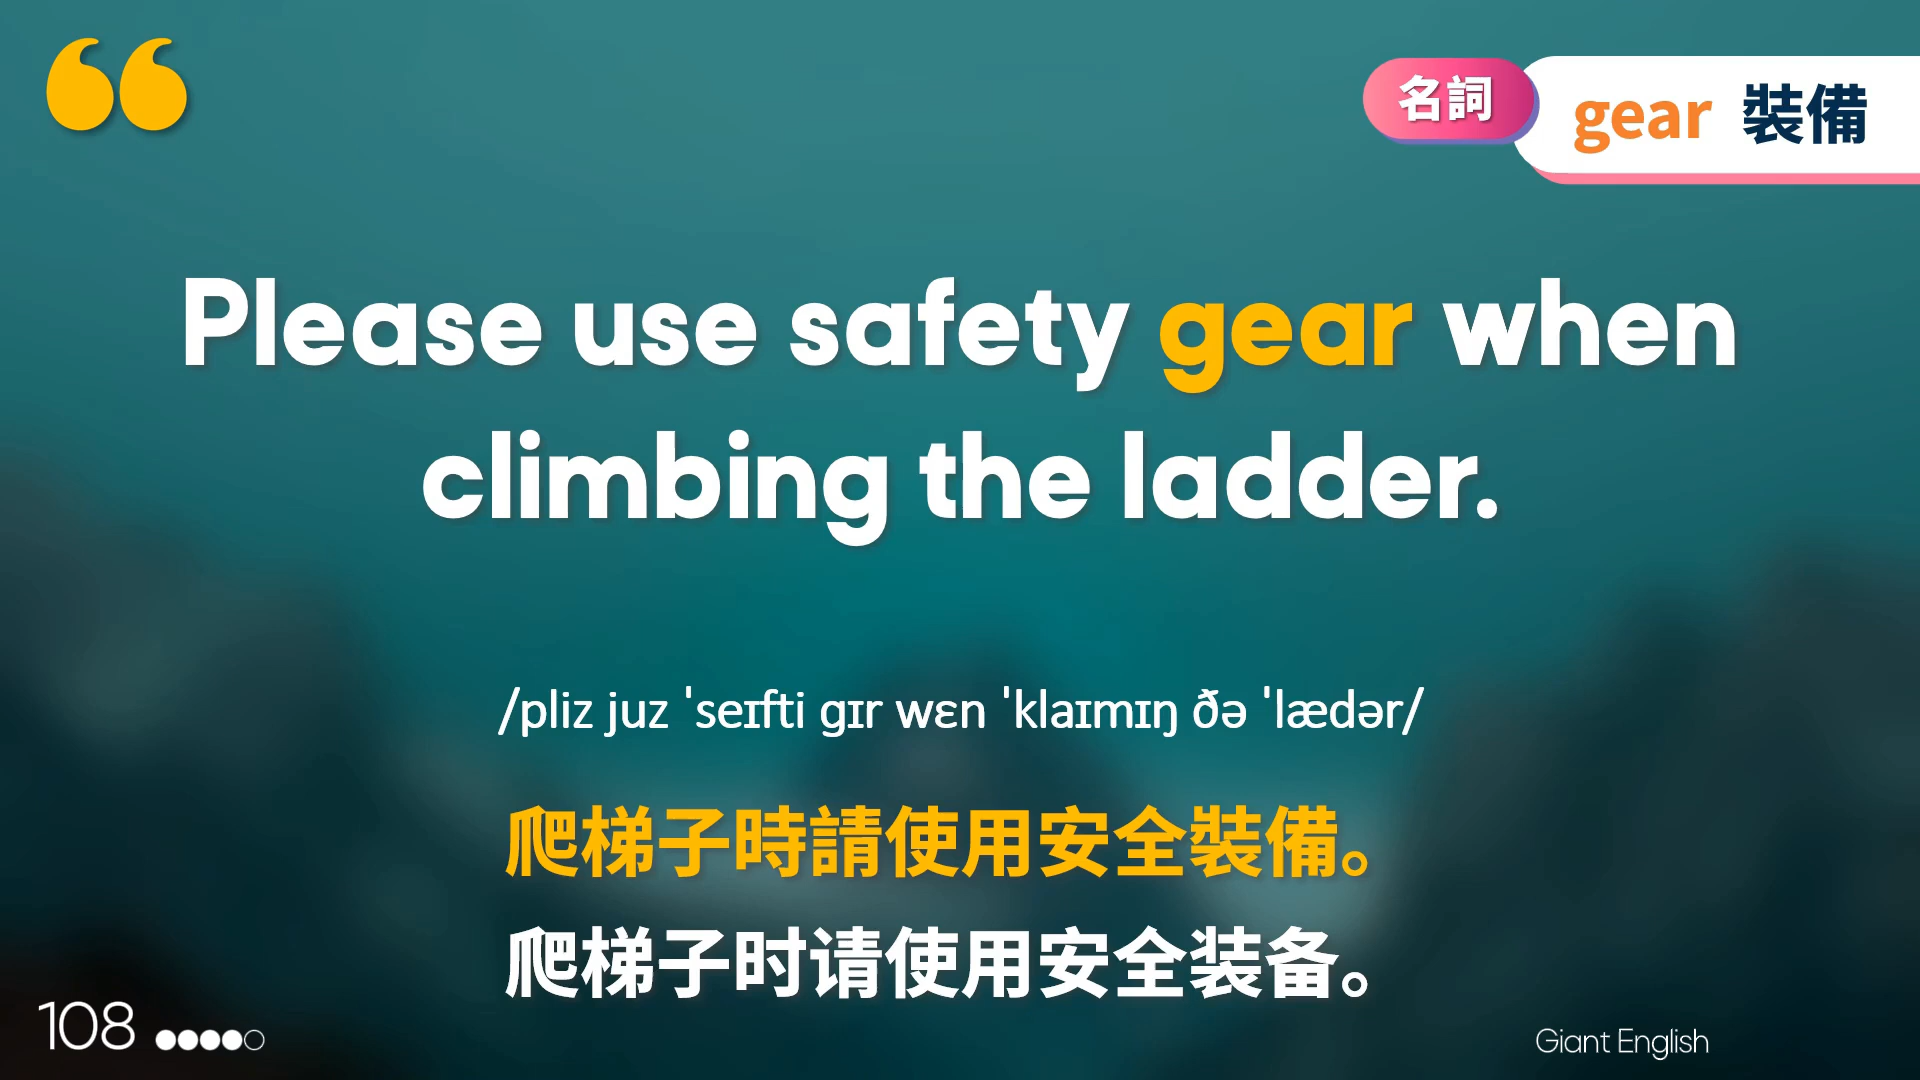 名詞
gear 裝備
Please use safety gear when
climbing the ladder.
/pliz juz ˈseɪfti gɪr wɛn ˈklaɪmɪŋ ðə ˈlædər/
爬梯子時請使用安全裝備。
爬梯子时请使用安全装备。
108
Giant English